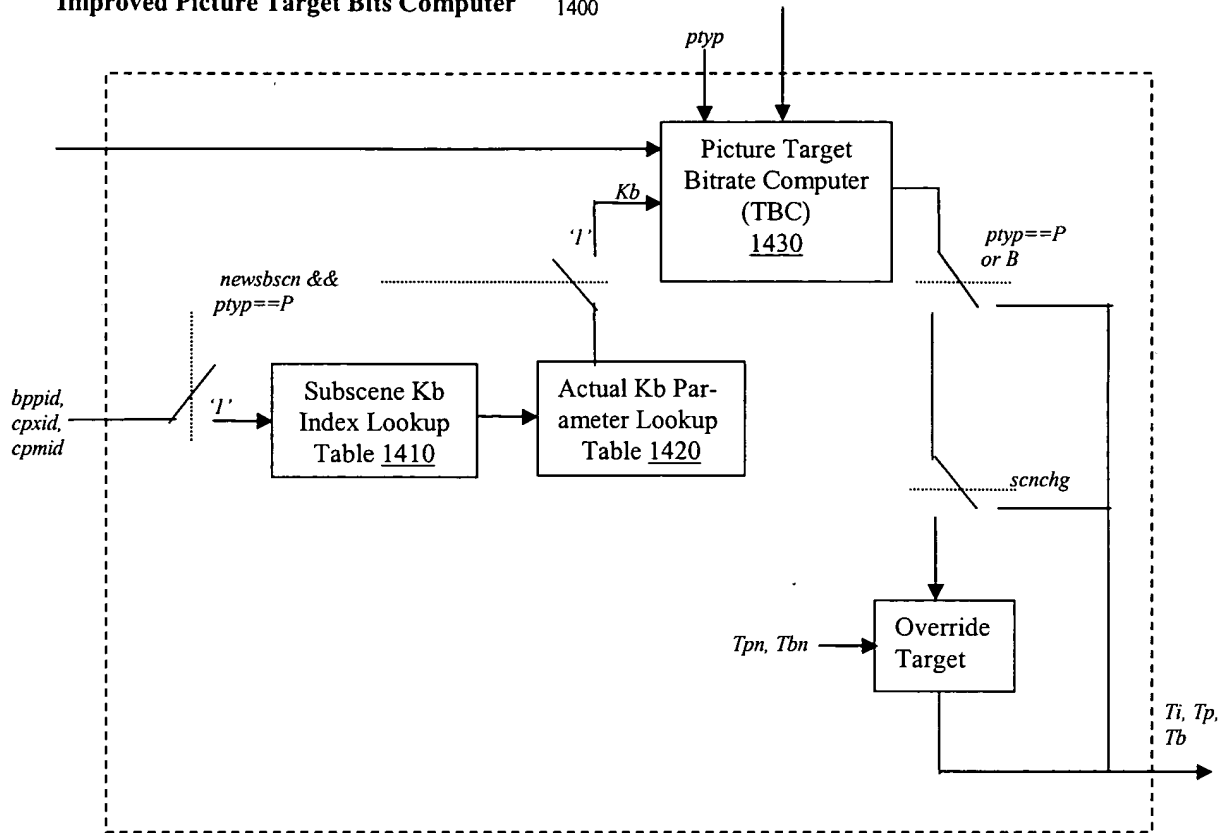 Improved Picture Target Bits Computer 1400
ptyp
Picture Target
Bitrate Computer
(TBC)
1430
Kb
'1'
ptyp==P
or B
newsbscn &&
ptyp==P
bppid,
cpxid,
cpmid
'1'
Subscene Kb
Index Lookup
Table 1410
Actual Kb Par-
ameter Lookup
Table 1420
scnchg
Tpn, Tbn
Override
Target
Ti, Tp,
Tb